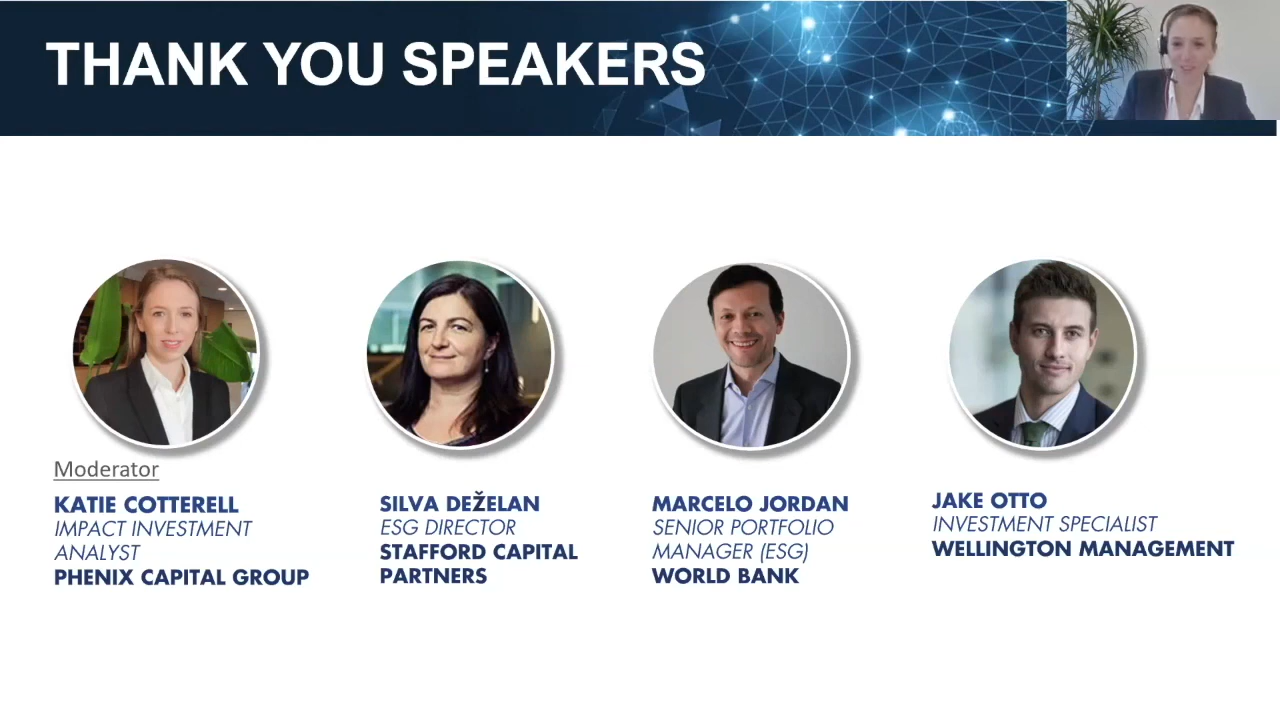 THANK YOU SPEAKERS
Moderator
KATIE COTTERELL
IMPACT INVESTMENT
ANALYST
PHENIX CAPITAL GROUP
SILVA DEŽELAN
ESG DIRECTOR
STAFFORD CAPITAL
PARTNERS
MARCELO JORDAN
SENIOR PORTFOLIO
MANAGER (ESG)
WORLD BANK
JAKE OTTO
INVESTMENT SPECIALIST
WELLINGTON MANAGEMENT